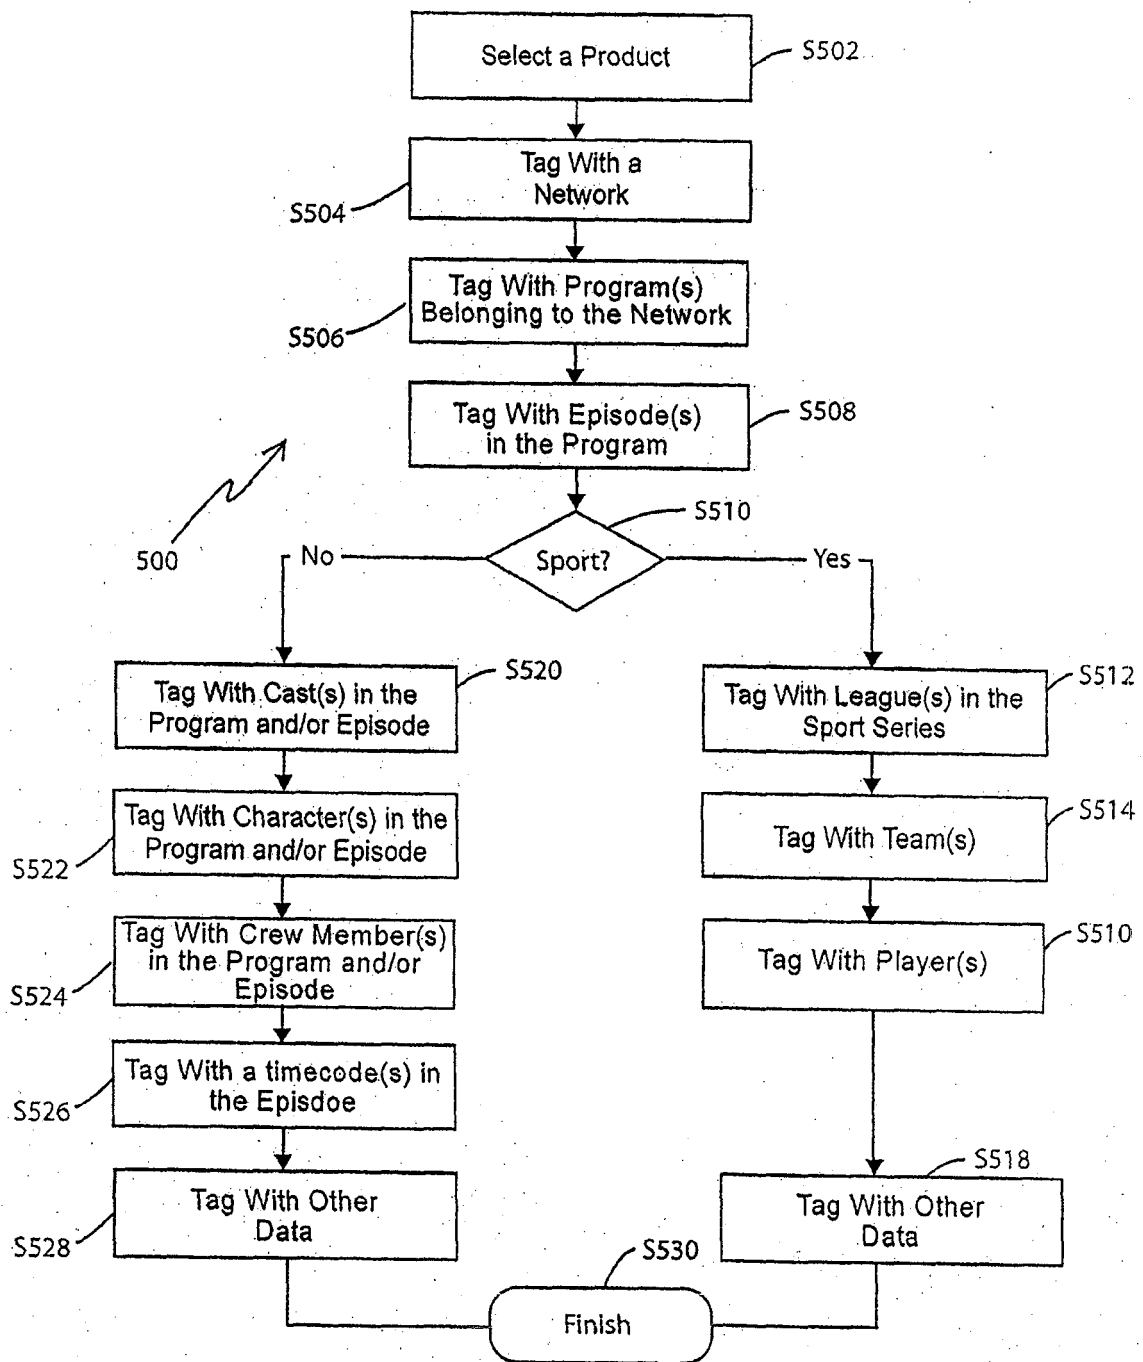 Select a Product
S502
Tag With a
Network
S504
Tag With Program(s)
Belonging to the Network
S506
Tag With Episode(s)
in the Program
S508
500
S510
Sport?
No
Yes
Tag With Cast(s) in the
Program and/or Episode
S520
Tag With Character(s) in the
Program and/or Episode
S522
Tag With Crew Member(s)
in the Program and/or
Episode
S524
Tag With a timecode(s) in
the Episdoe
S526
Tag With Other
Data
S528
Tag With League(s) in the
Sport Series
S512
Tag With Team(s)
S514
Tag With Player(s)
S510
Tag With Other
Data
S518
Finish
S530